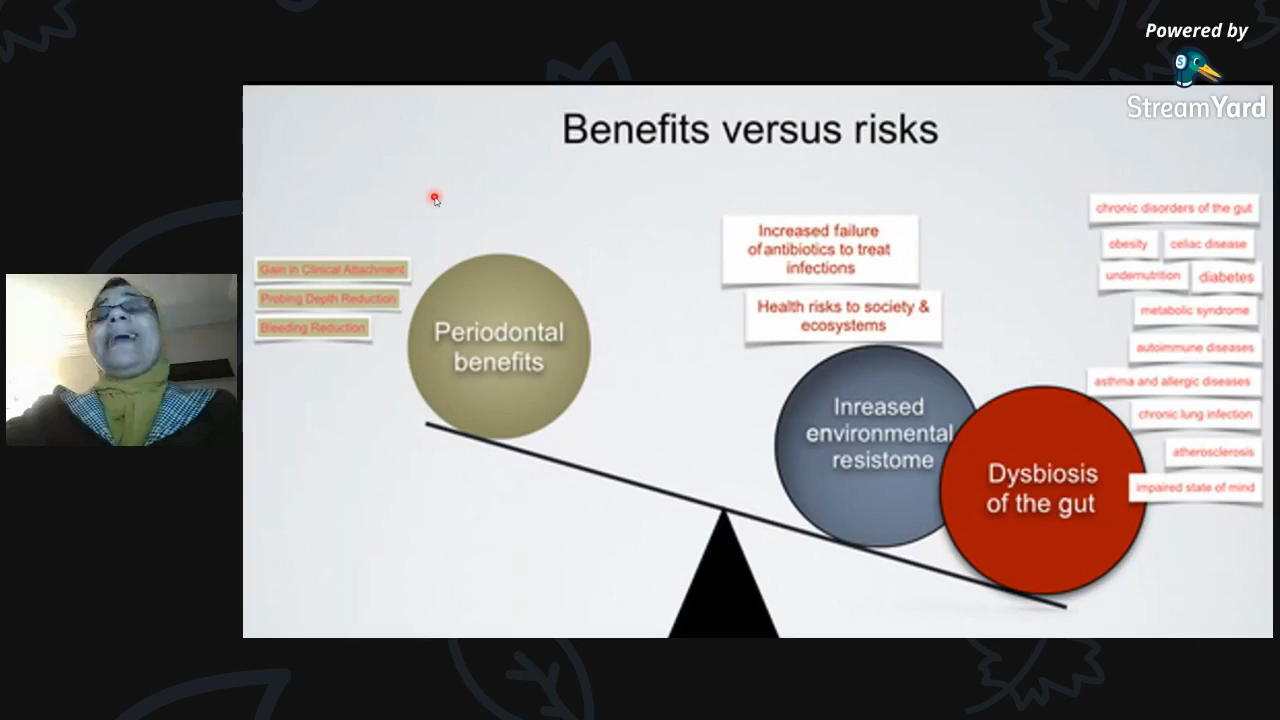 Powered by
StreamYard
Benefits versus risks
Gain in Clinical Attachment
Probing Depth Reduction
Bleeding Reduction
Periodontal
benefits
Increased failure
of antibiotics to treat
infections
Health risks to society &
ecosystems
Inreased
environmental
resistome
Dysbiosis
of the gut
chronic disorders of the gut
obesity
celiac disease
undernutrition
diabetes
metabolic syndrome
autoimmune diseases
asthma and allergic diseases
chronic lung infection
atherosclerosis
impaired state of mind